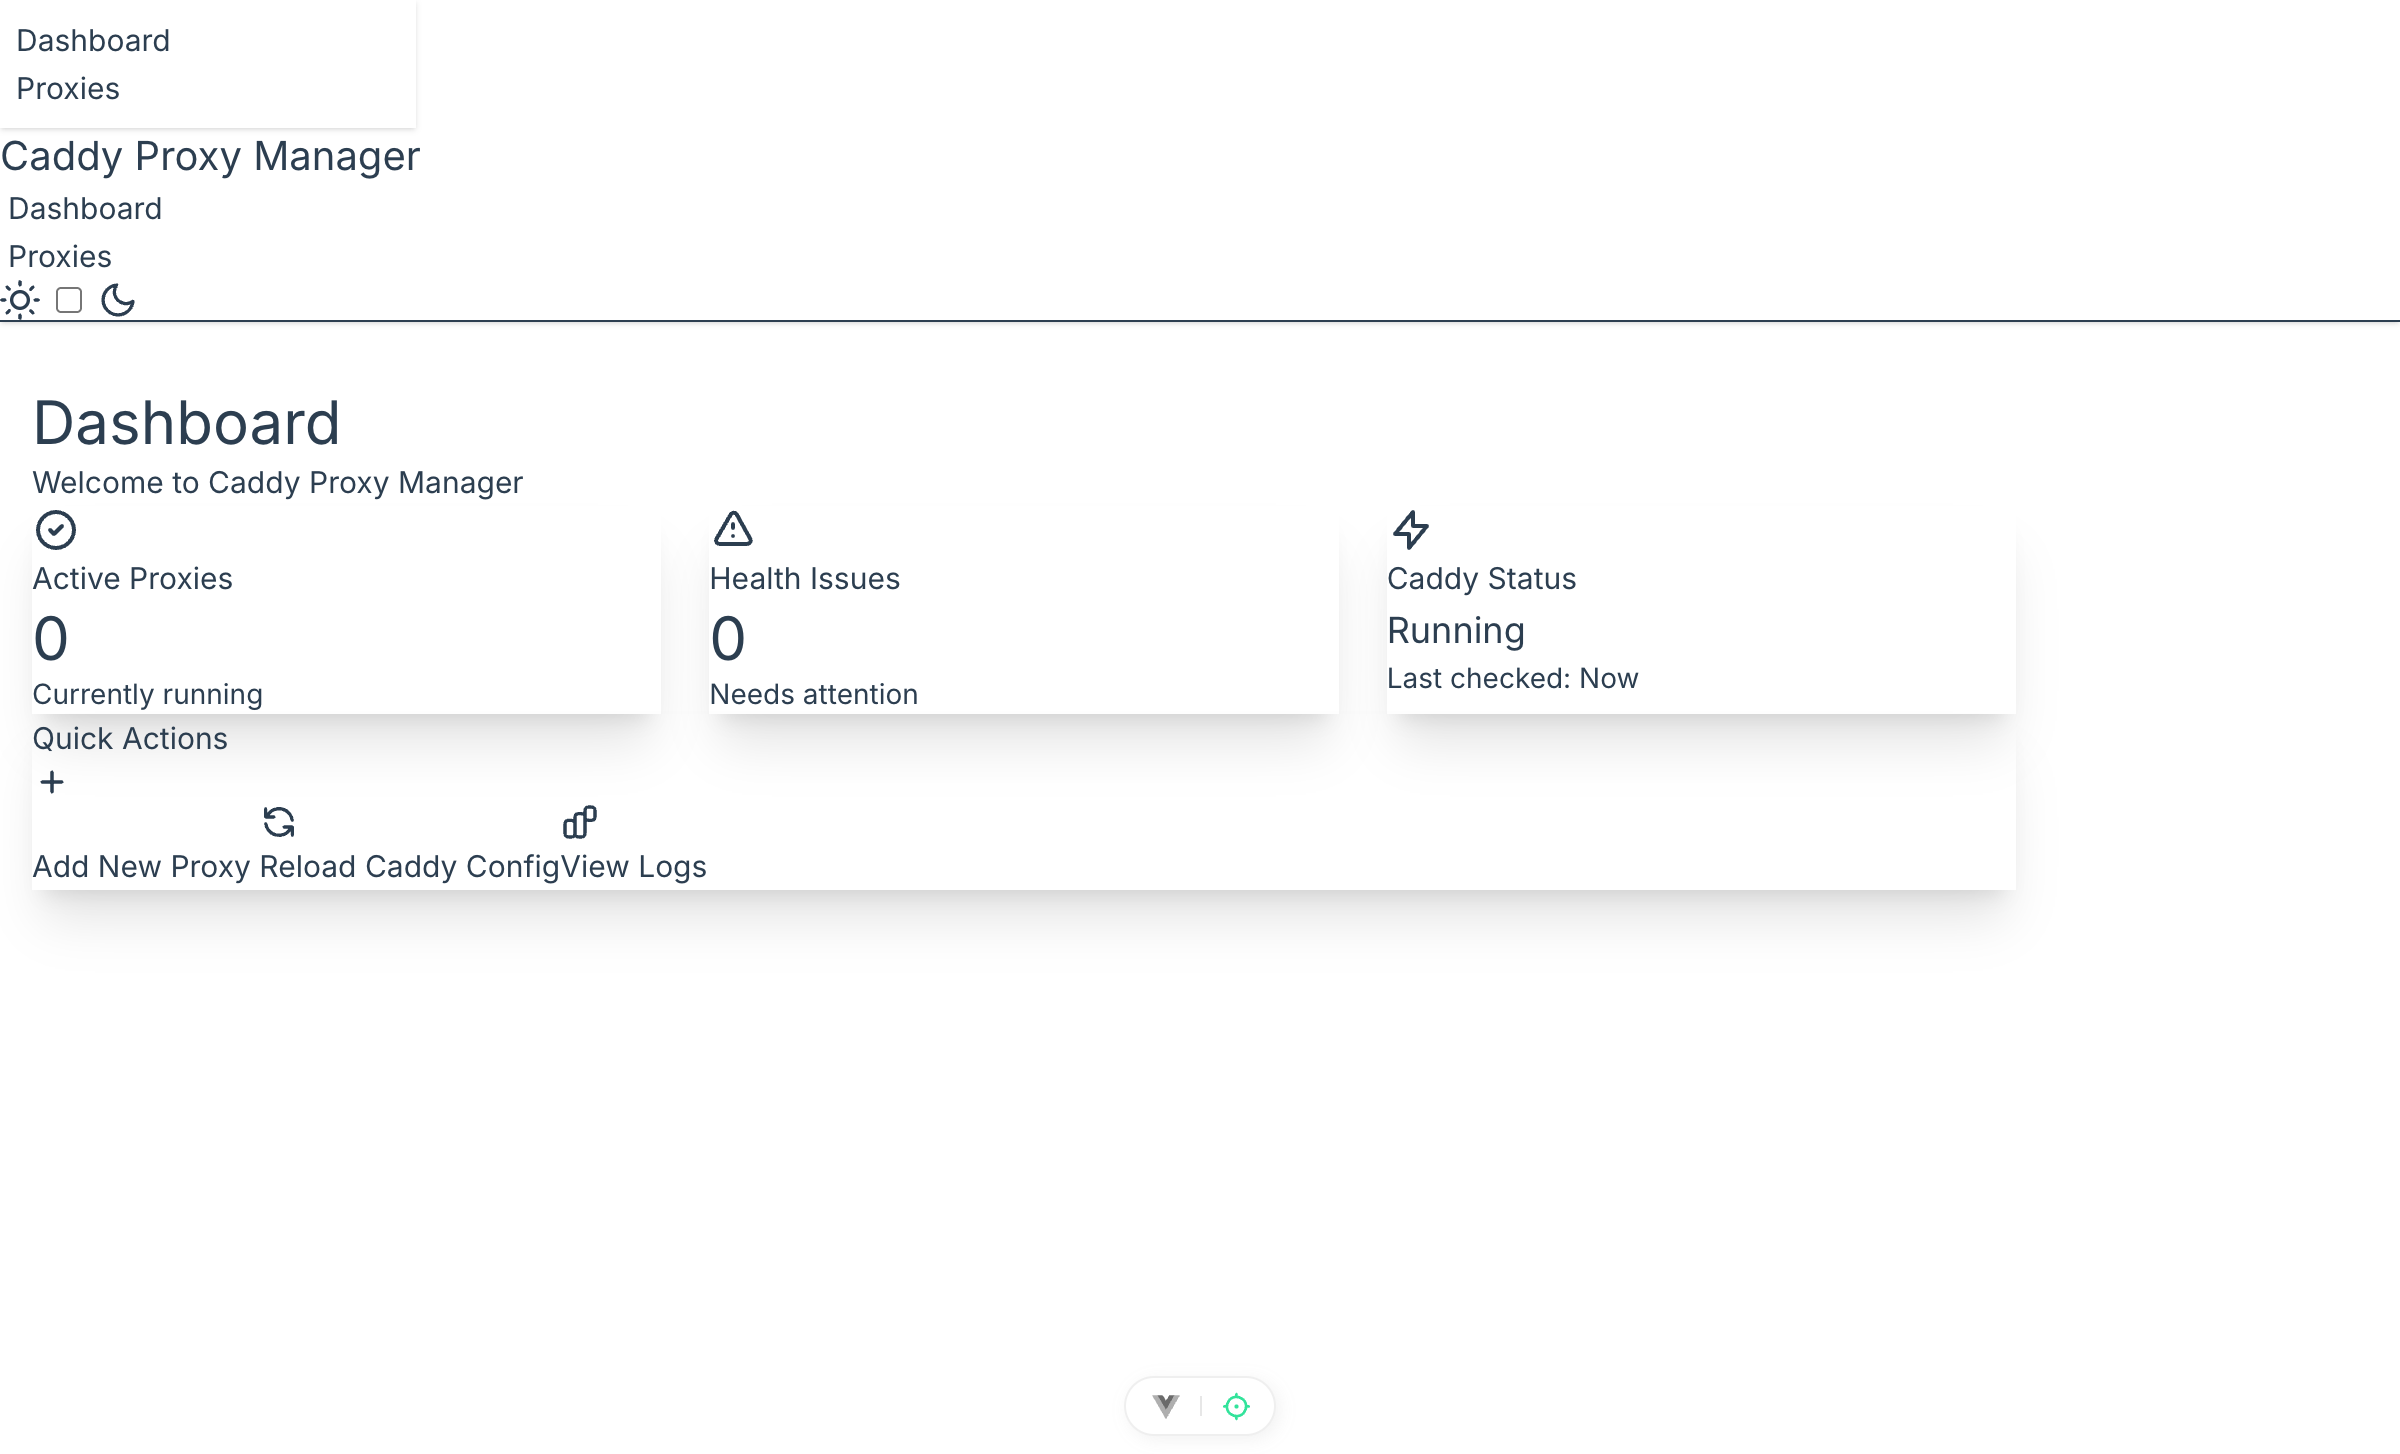 Dashboard
Proxies
Caddy Proxy Manager
Dashboard
Proxies
Dashboard
Welcome to Caddy Proxy Manager
Active Proxies
0
Currently running
Health Issues
0
Needs attention
Caddy Status
Running
Last checked: Now
Quick Actions
Add New Proxy Reload Caddy ConfigView Logs